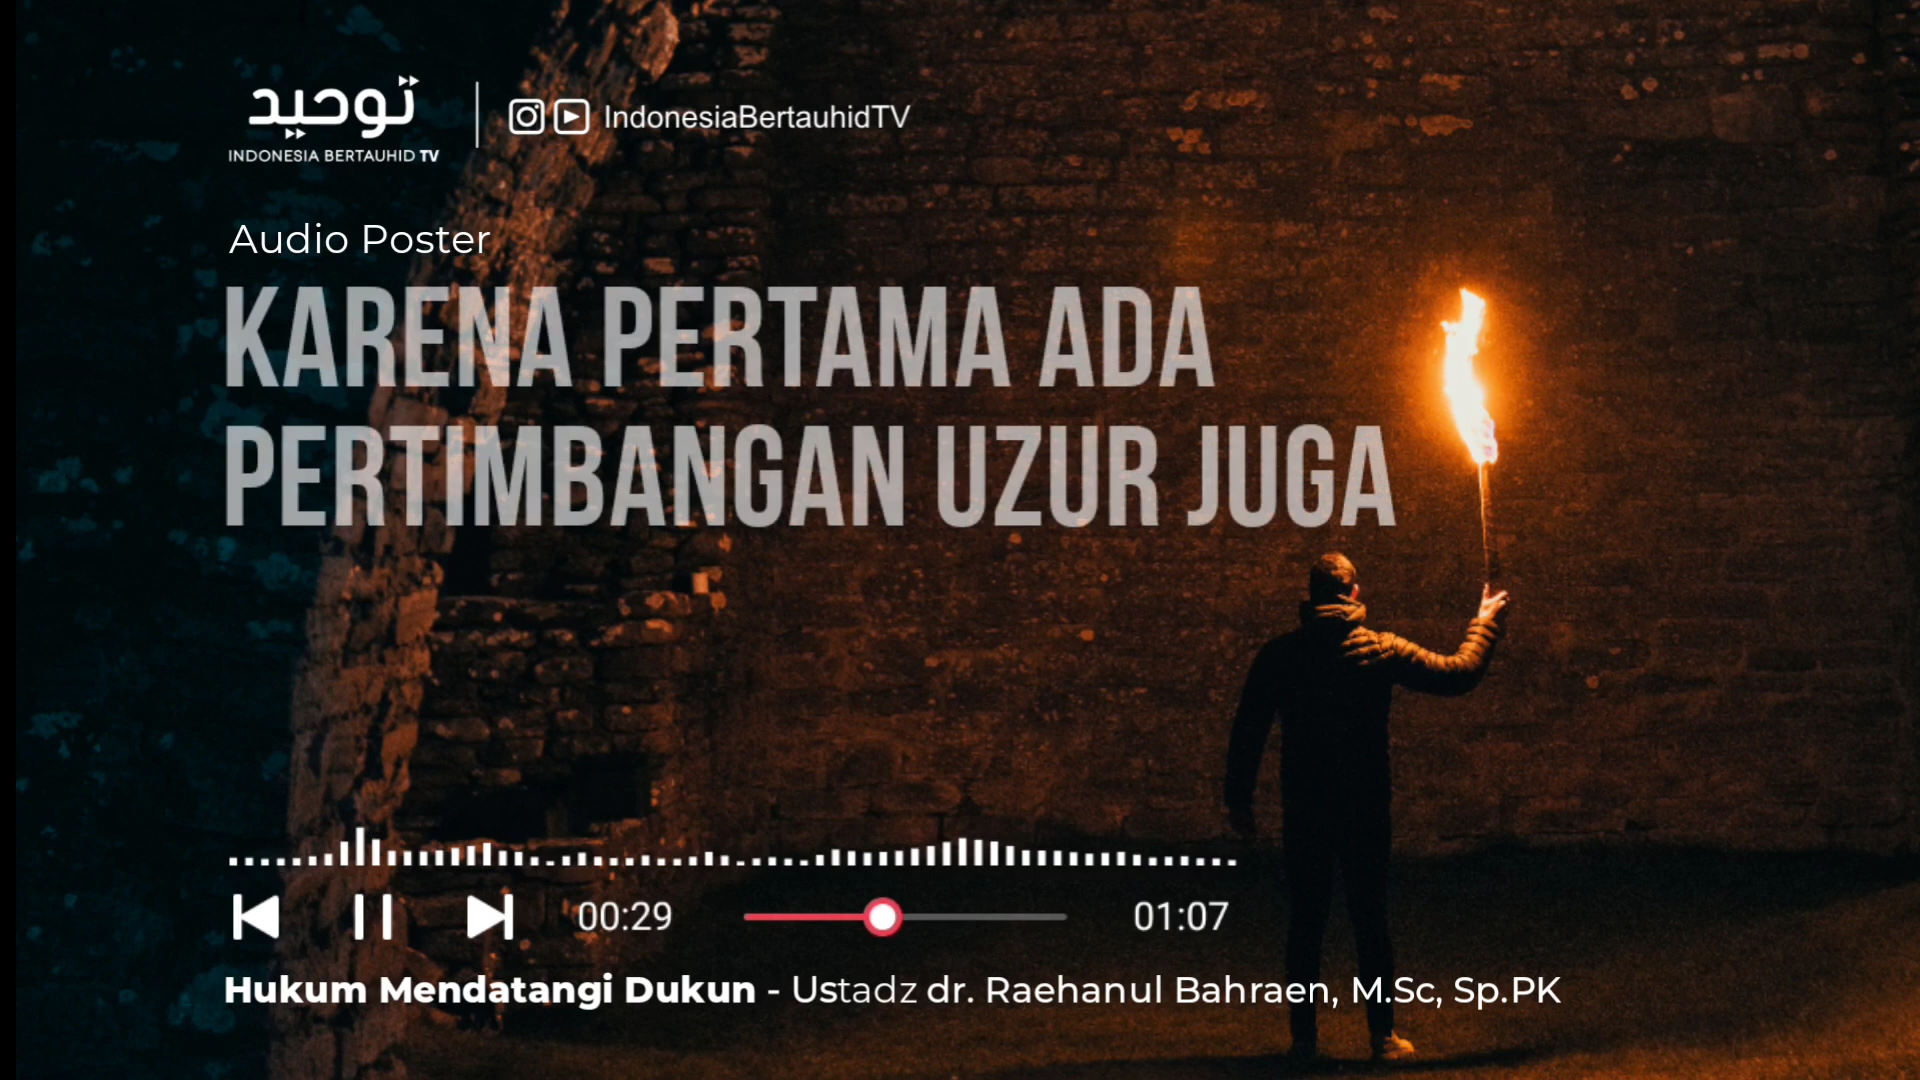 توحيد
INDONESIA BERTAUHID TV
IndonesiaBertauhidTV
Audio Poster
KARENA PERTAMA ADA
PERTIMBANGAN UZUR JUGA
00:29
01:07
Hukum Mendatangi Dukun - Ustadz dr. Raehanul Bahraen, M.Sc, Sp.PK